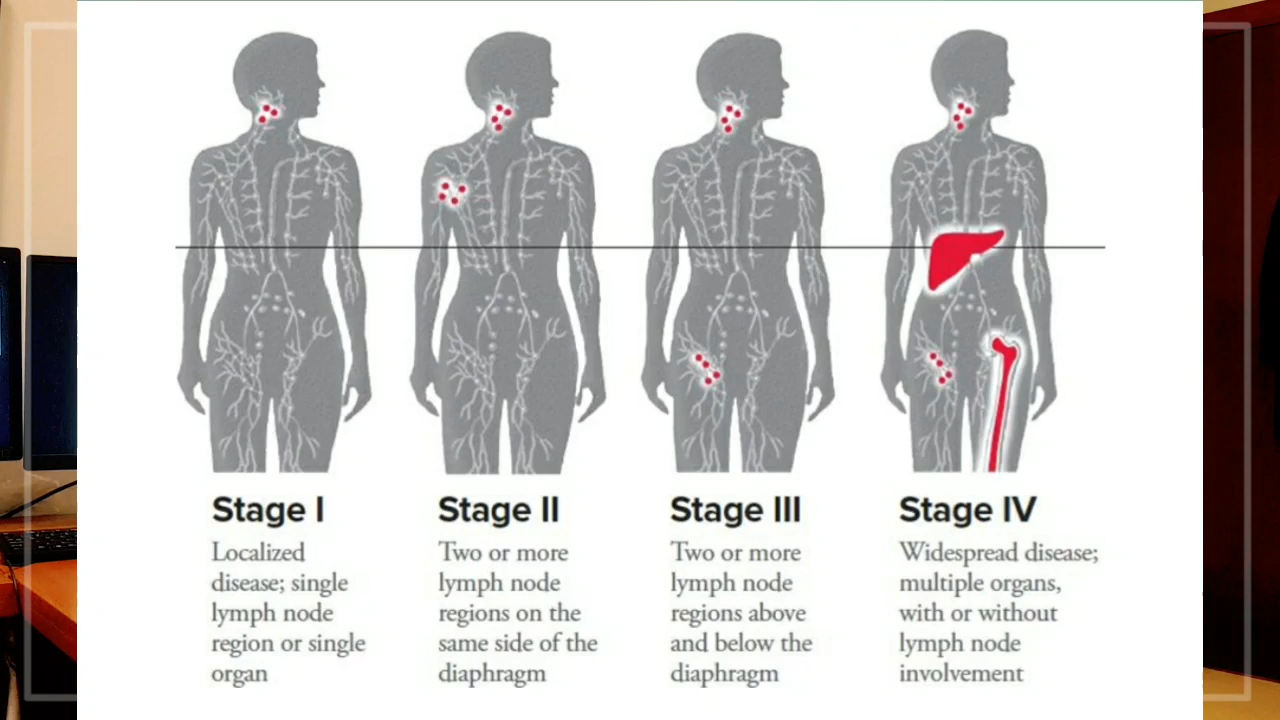 Stage I
Localized
disease; single
lymph node
region or single
organ
Stage II
Two or more
lymph node
regions on the
same side of the
diaphragm
Stage III
Two or more
lymph node
regions above
and below the
diaphragm
Stage IV
Widespread disease;
multiple organs,
with or without
lymph node
involvement